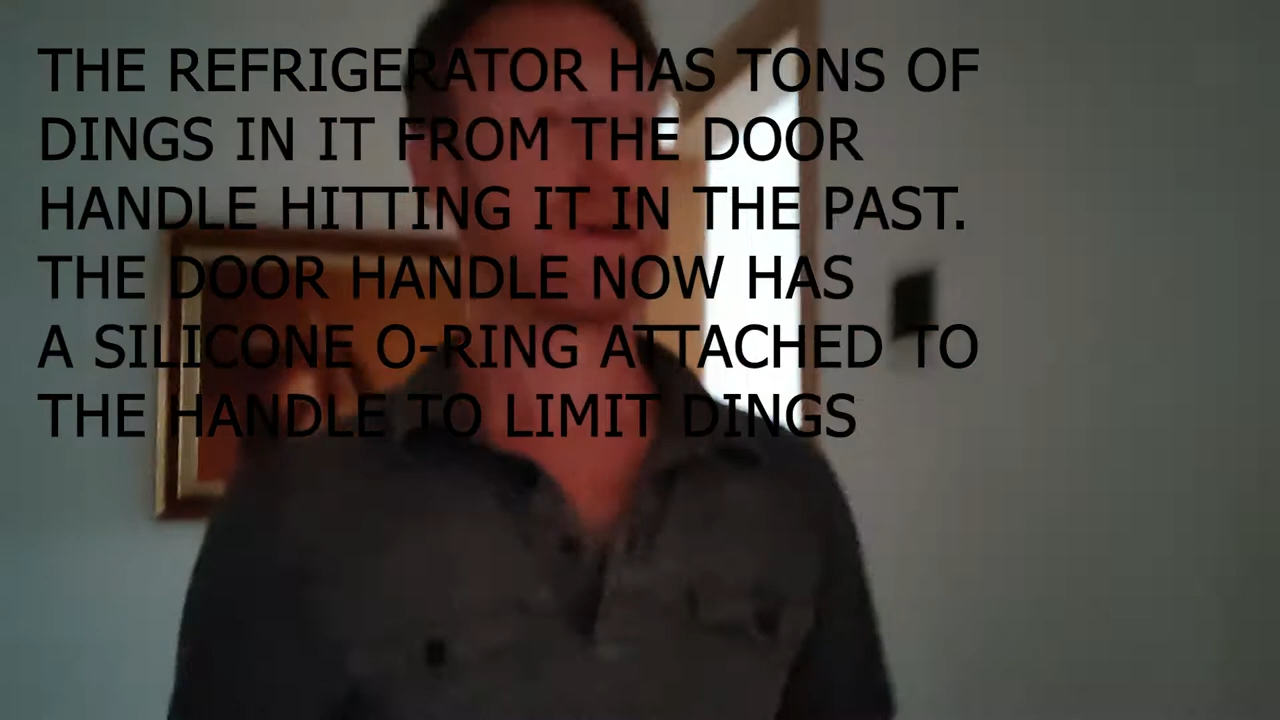 THE REFRIGERATOR HAS TONS OF
DINGS IN IT FROM THE DOOR
HANDLE HITTING IT IN THE PAST.
THE DOOR HANDLE NOW HAS
A SILICONE O-RING ATTACHED TO
THE HANDLE TO LIMIT DINGS